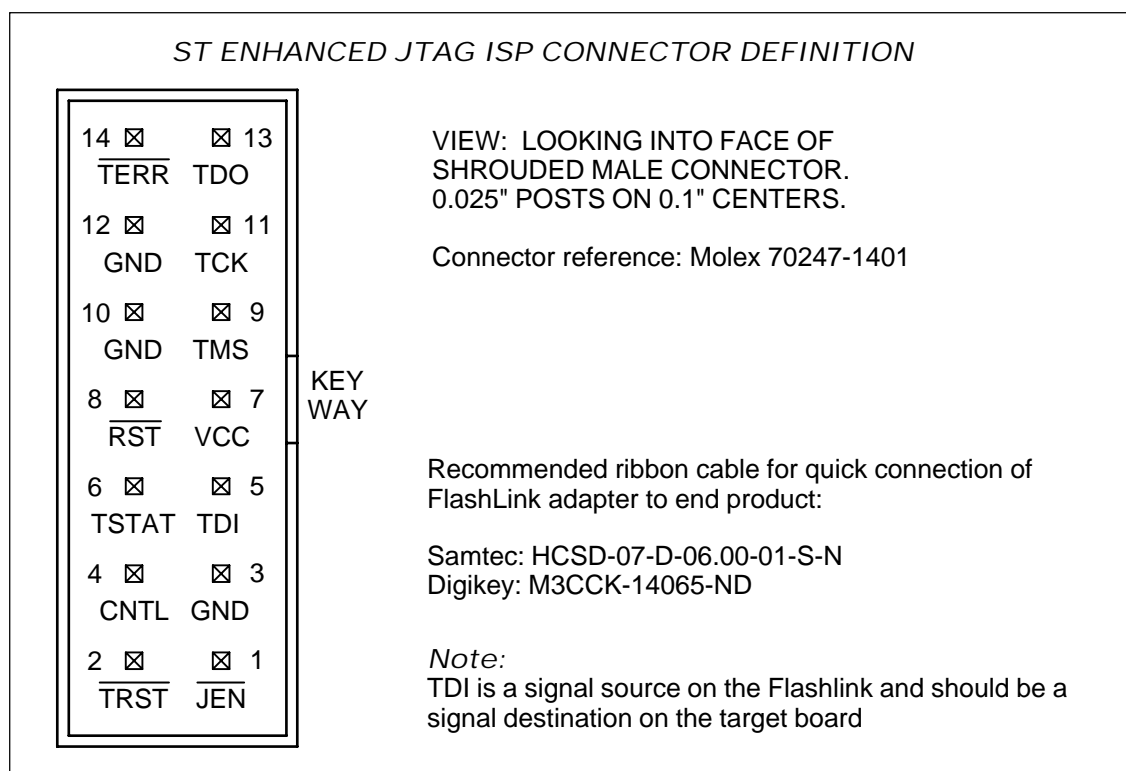 ST ENHANCED JTAG ISP CONNECTOR DEFINITION
14 13
TERR TDO
12 11
GND TCK
10 9
GND TMS
8 7
RST VCC
6 5
TSTAT TDI
4 3
CNTL GND
2 1
TRST JEN
KEY
WAY
VIEW: LOOKING INTO FACE OF
SHROUDED MALE CONNECTOR.
0.025" POSTS ON 0.1" CENTERS.
Connector reference: Molex 70247-1401
Recommended ribbon cable for quick connection of
FlashLink adapter to end product:
Samtec: HCSD-07-D-06.00-01-S-N
Digikey: M3CCK-14065-ND
Note:
TDI is a signal source on the Flashlink and should be a
signal destination on the target board